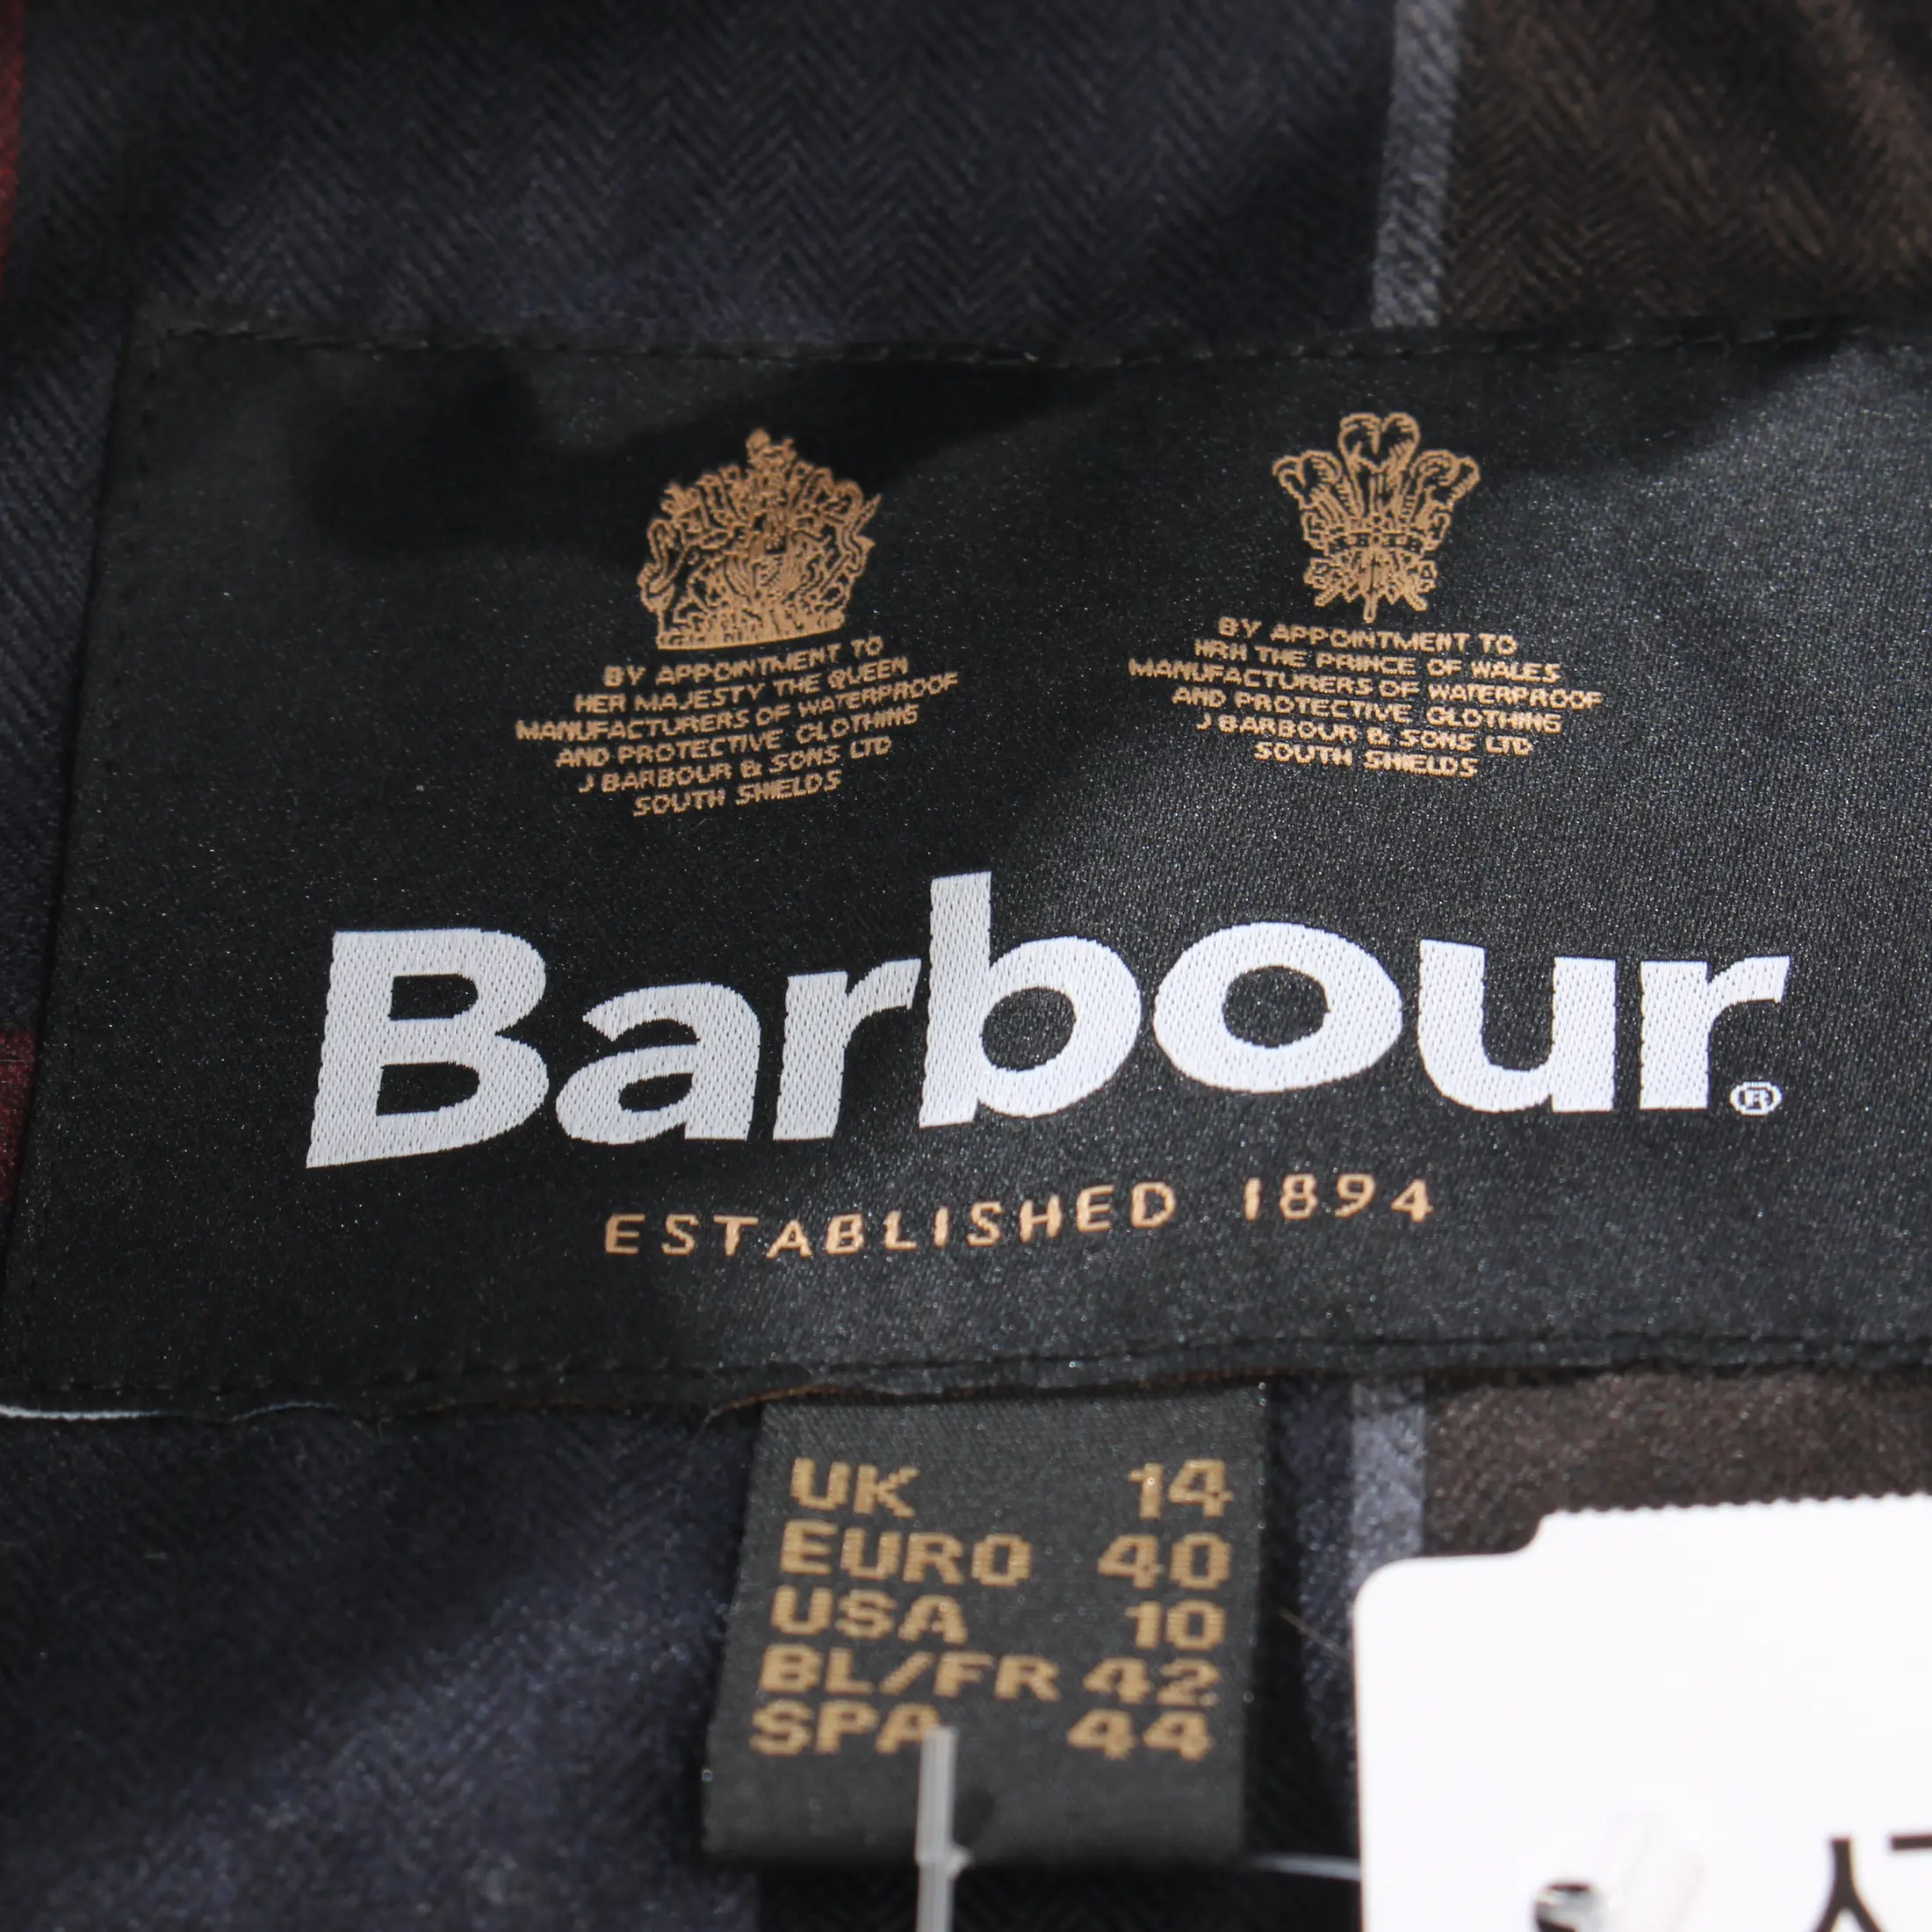 BY APPOINTMENT TO
HER MAJESTY THE QUEEN
MANUFACTURERS OF WATERPROOF
AND PROTECTIVE CLOTHING
J BARBOUR & SONS LTD
SOUTH SHIELDS
BY APPOINTMENT TO
HRH THE PRINCE OF WALES
MANUFACTURERS OF WATERPROOF
AND PROTECTIVE CLOTHING
J BARBOUR & SONS LTD
SOUTH SHIELDS
Barbour®
ESTABLISHED 1894
UK 14
EURO 40
USA 10
BL/FR 42
SPA 44